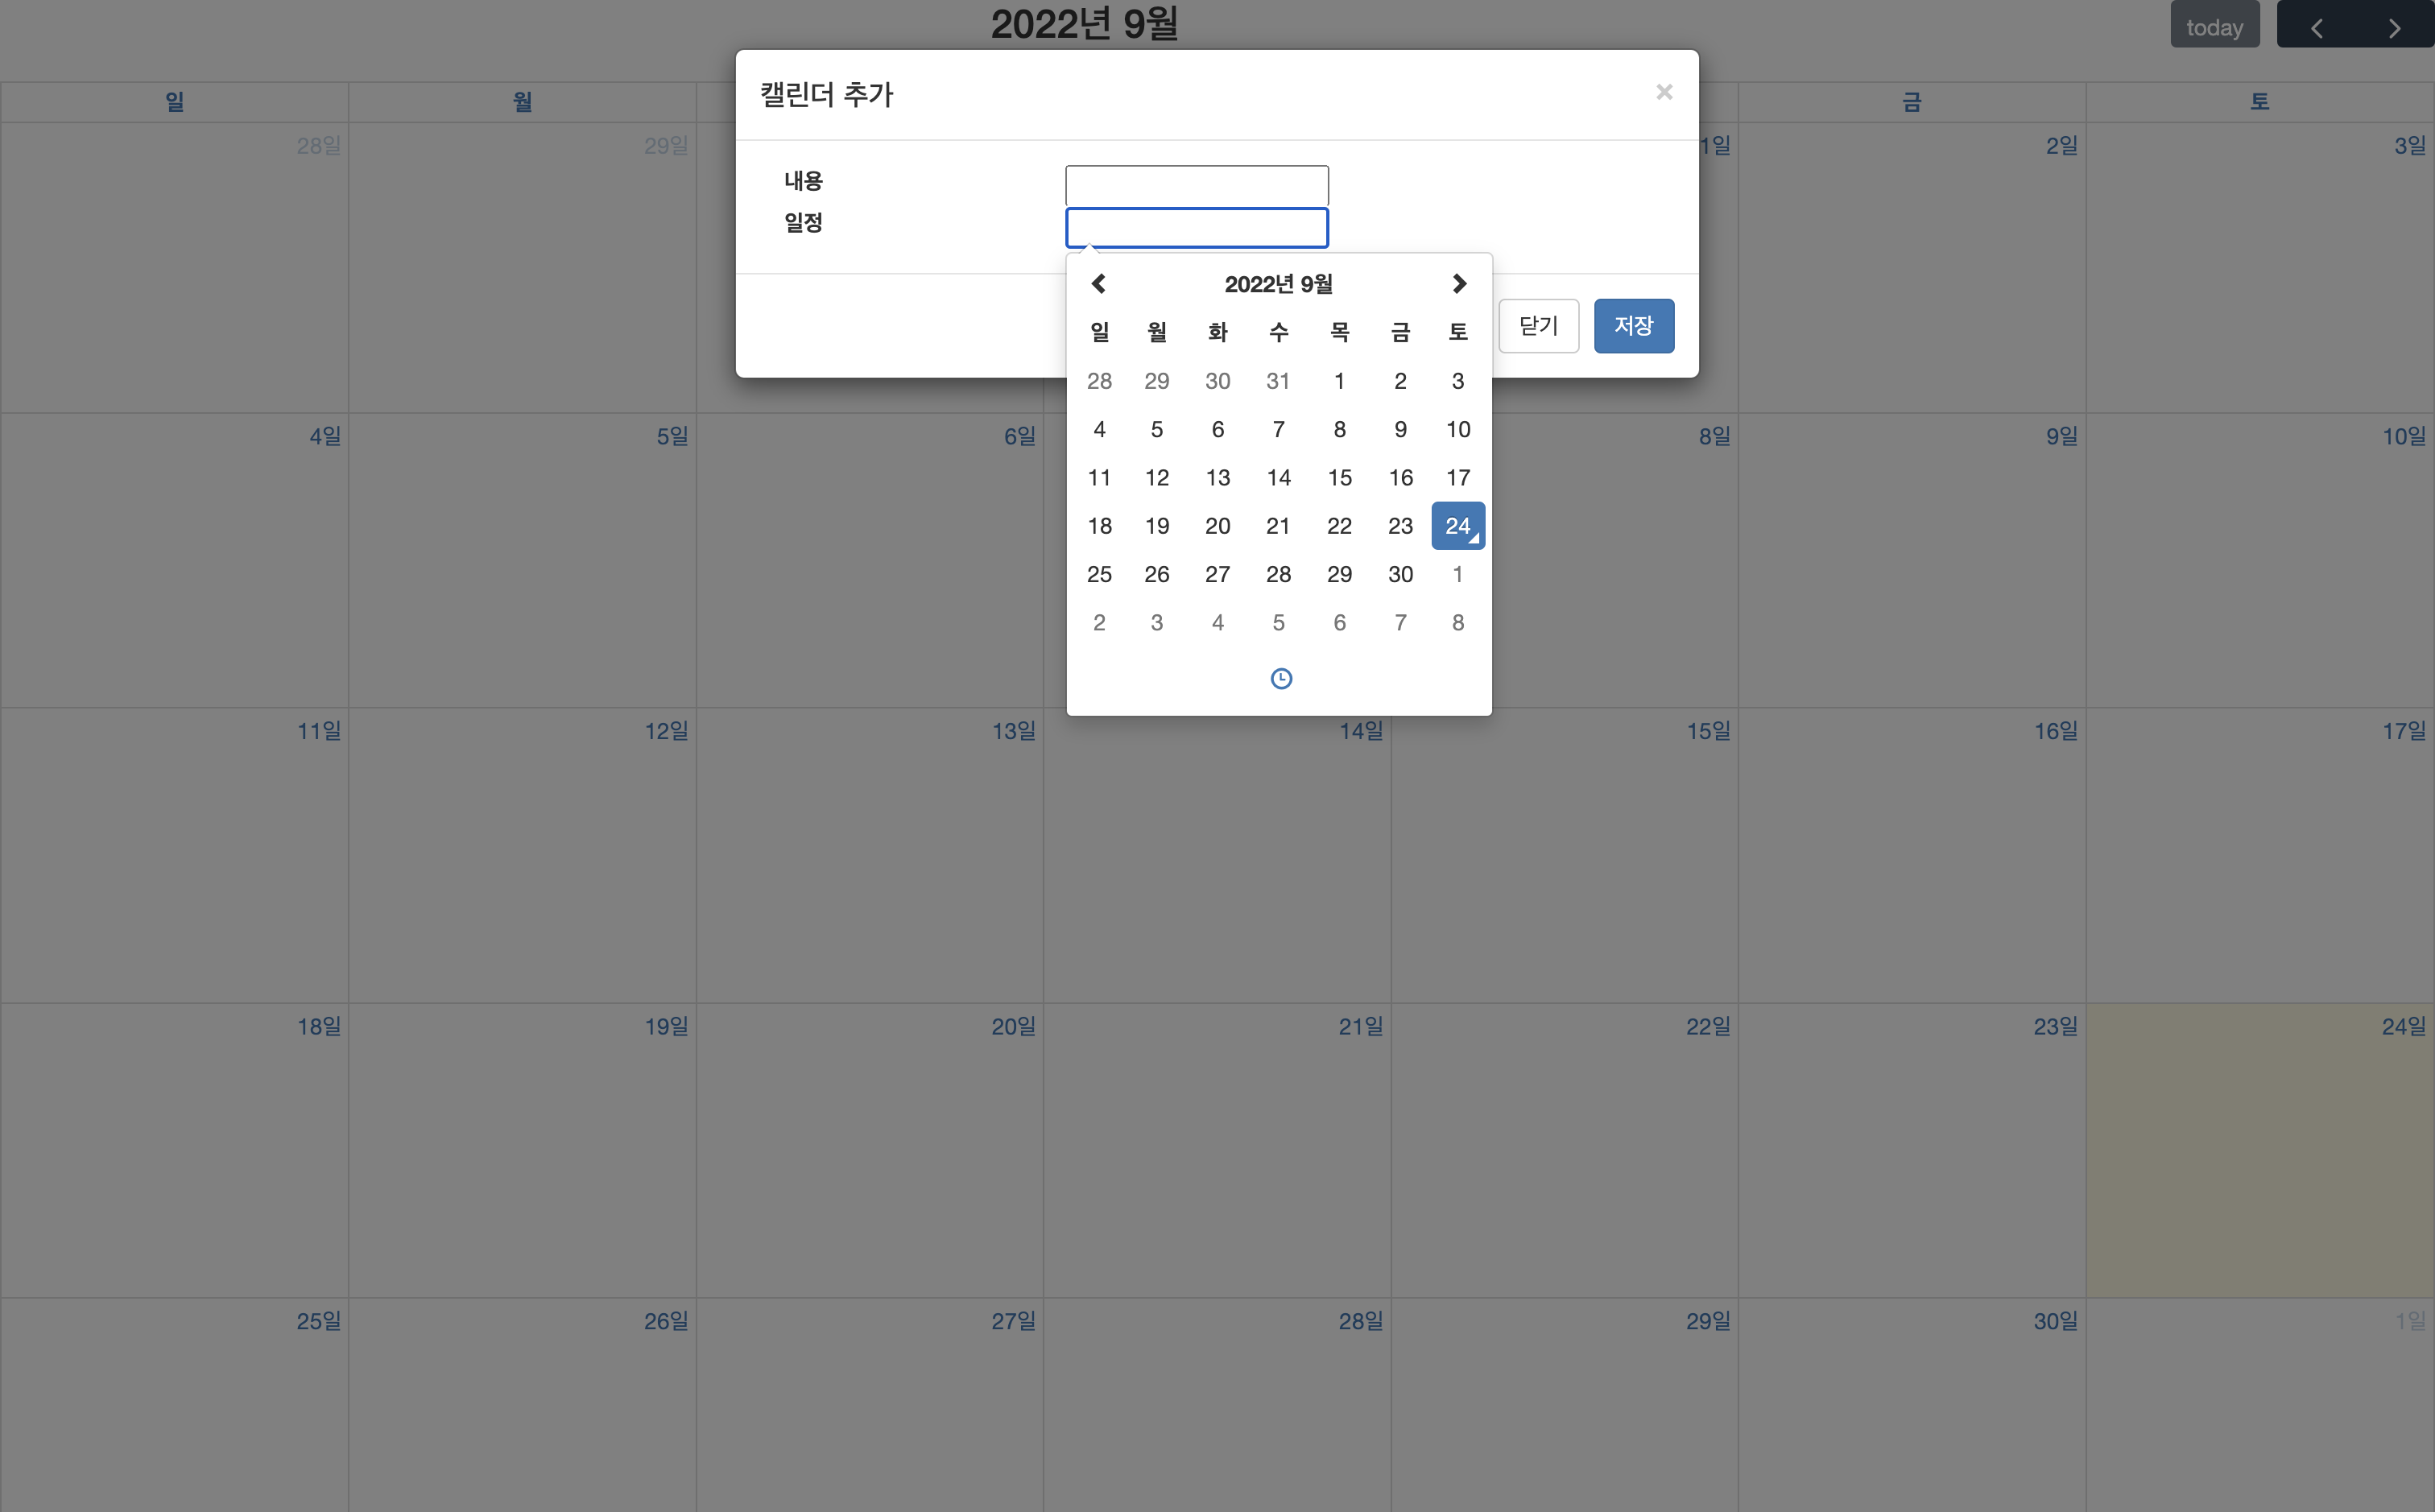 2022년 9월
today
캘린더 추가
×
내용
일정
2022년 9월
일 월 화 수 목 금 토
28 29 30 31 1 2 3
4 5 6 7 8 9 10
11 12 13 14 15 16 17
18 19 20 21 22 23 24
25 26 27 28 29 30 1
2 3 4 5 6 7 8
닫기 저장
일 월 금 토
28일 29일 1일 2일 3일
4일 5일 6일 8일 9일 10일
11일 12일 13일 14일 15일 16일 17일
18일 19일 20일 21일 22일 23일 24일
25일 26일 27일 28일 29일 30일 1일